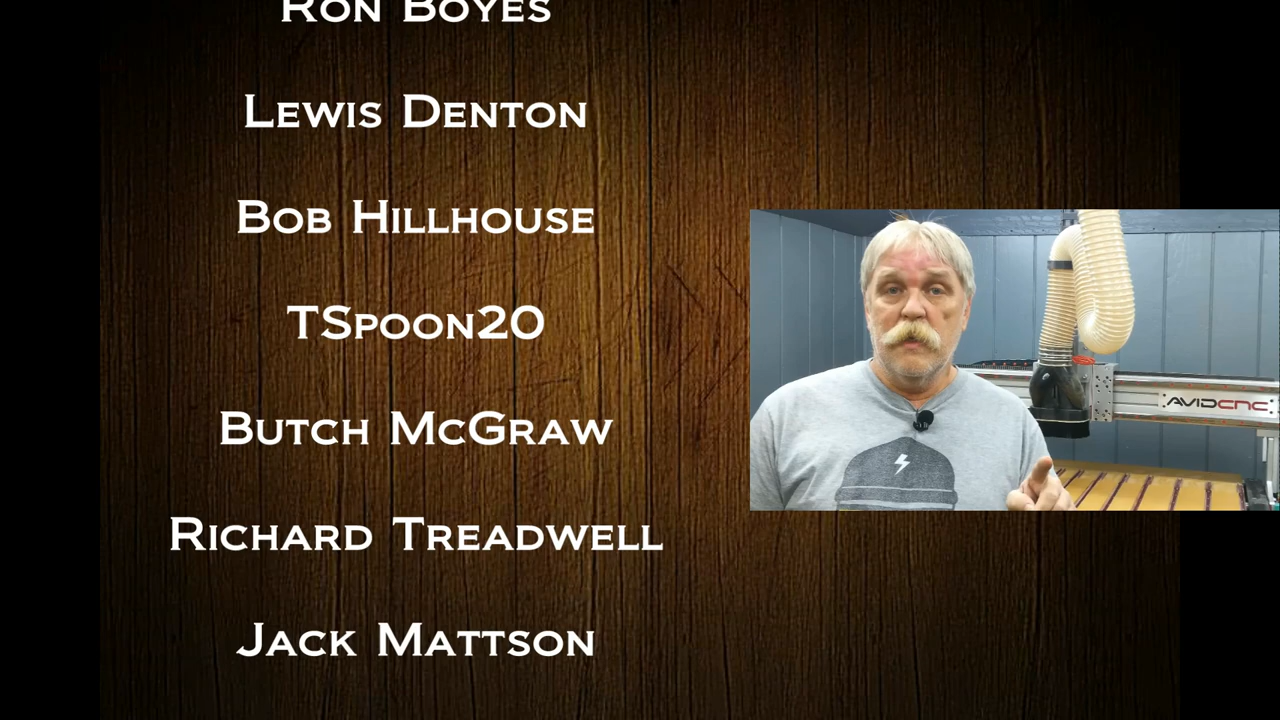 Ron Boyes
Lewis Denton
Bob Hillhouse
TSpoon20
Butch McGraw
Richard Treadwell
Jack Mattson
AVIDCNC